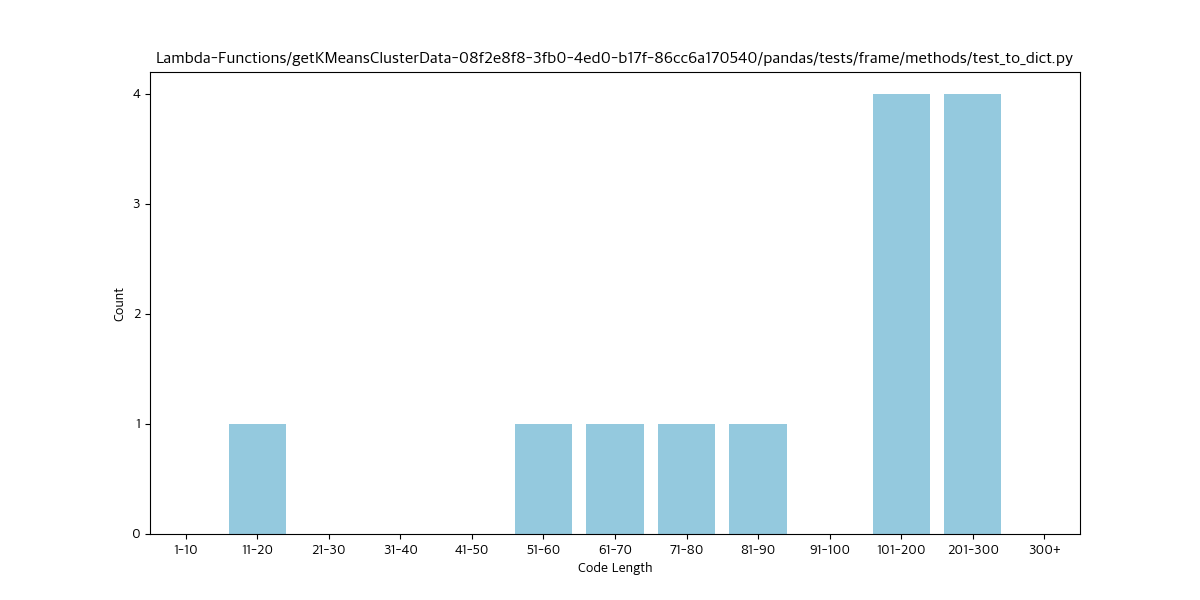 Lambda-Functions/getKMeansClusterData-08f2e8f8-3fb0-4ed0-b17f-86cc6a170540/pandas/tests/frame/methods/test_to_dict.py
4
3
2
1
0
Count
1-10 11-20 21-30 31-40 41-50 51-60 61-70 71-80 81-90 91-100 101-200 201-300 300+
Code Length